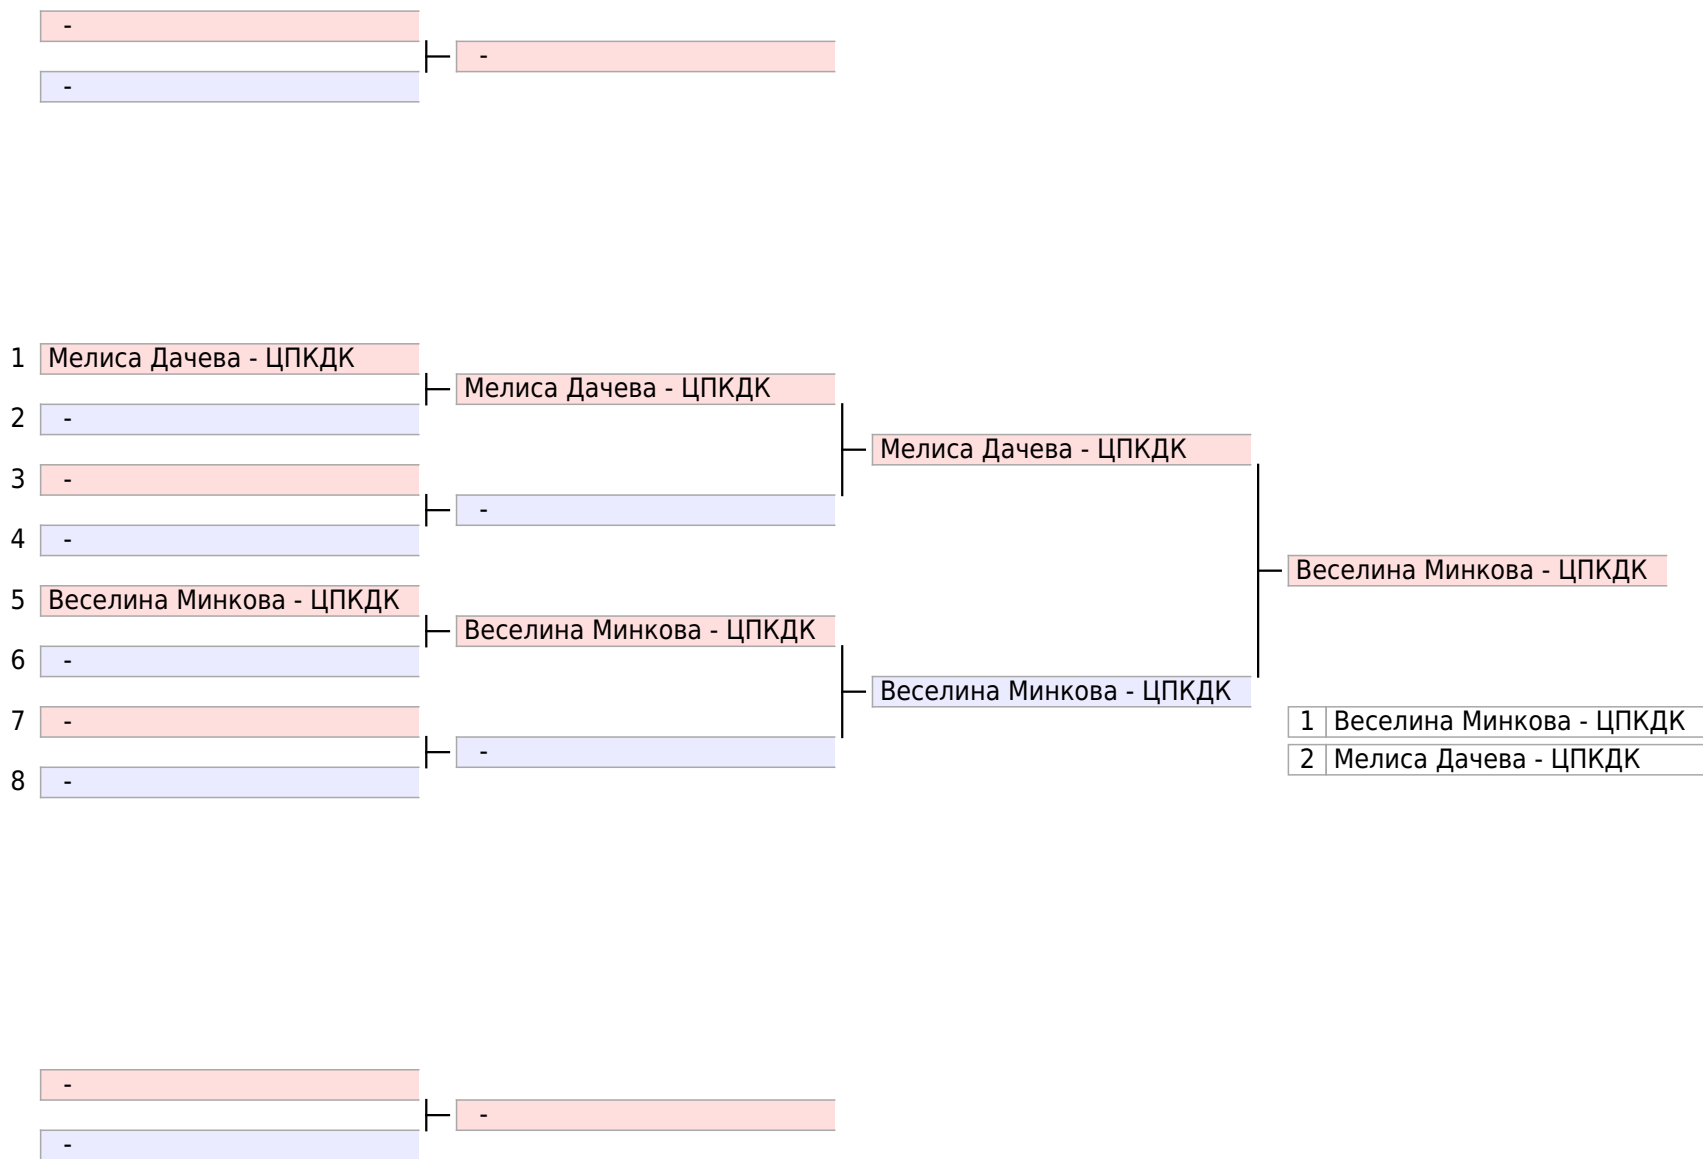 -
-
-
1 Мелиса Дачева - ЦПКДК
Мелиса Дачева - ЦПКДК
2 -
Мелиса Дачева - ЦПКДК
3 -
-
4 -
Веселина Минкова - ЦПКДК
5 Веселина Минкова - ЦПКДК
Веселина Минкова - ЦПКДК
6 -
Веселина Минкова - ЦПКДК
7 -
1 Веселина Минкова - ЦПКДК
-
2 Мелиса Дачева - ЦПКДК
8 -
-
-
-